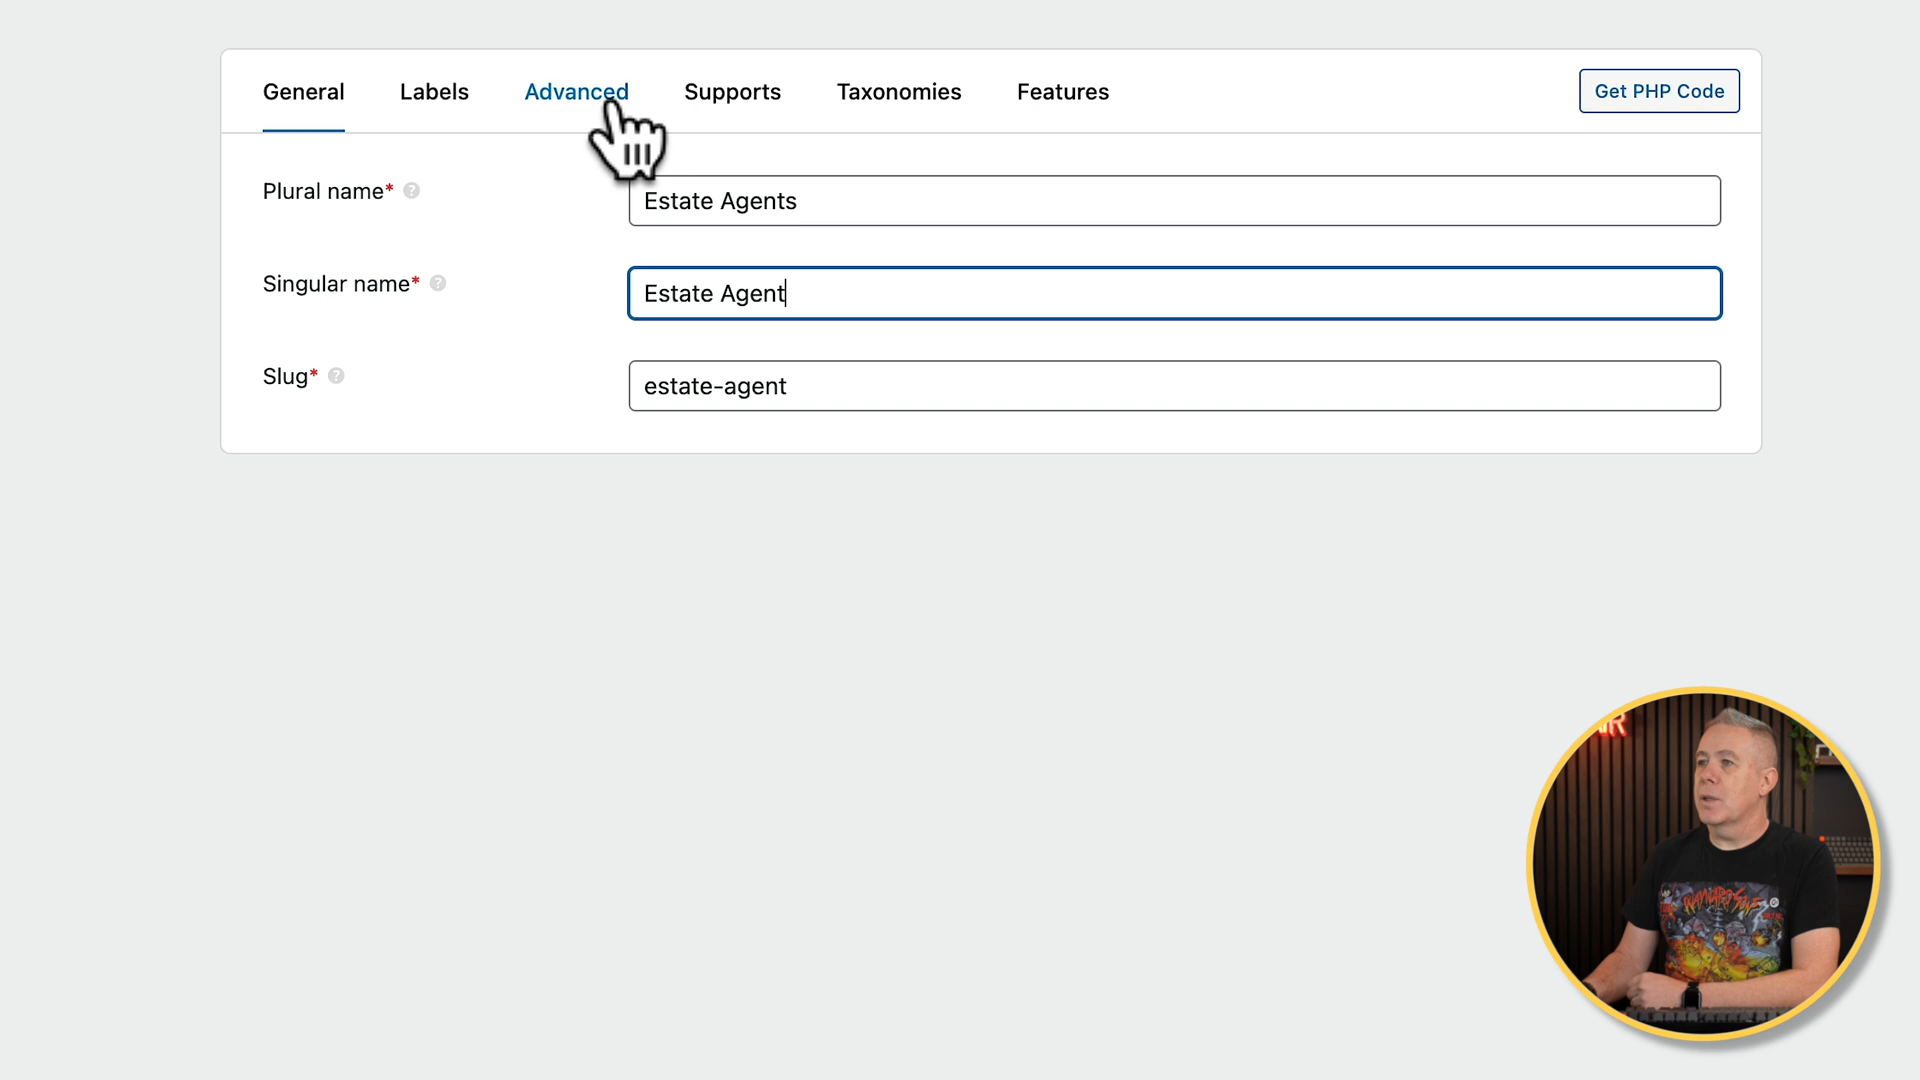 General Labels Advanced Supports Taxonomies Features Get PHP Code
Plural name* ?
Estate Agents
Singular name* ?
Estate Agent
Slug* ?
estate-agent